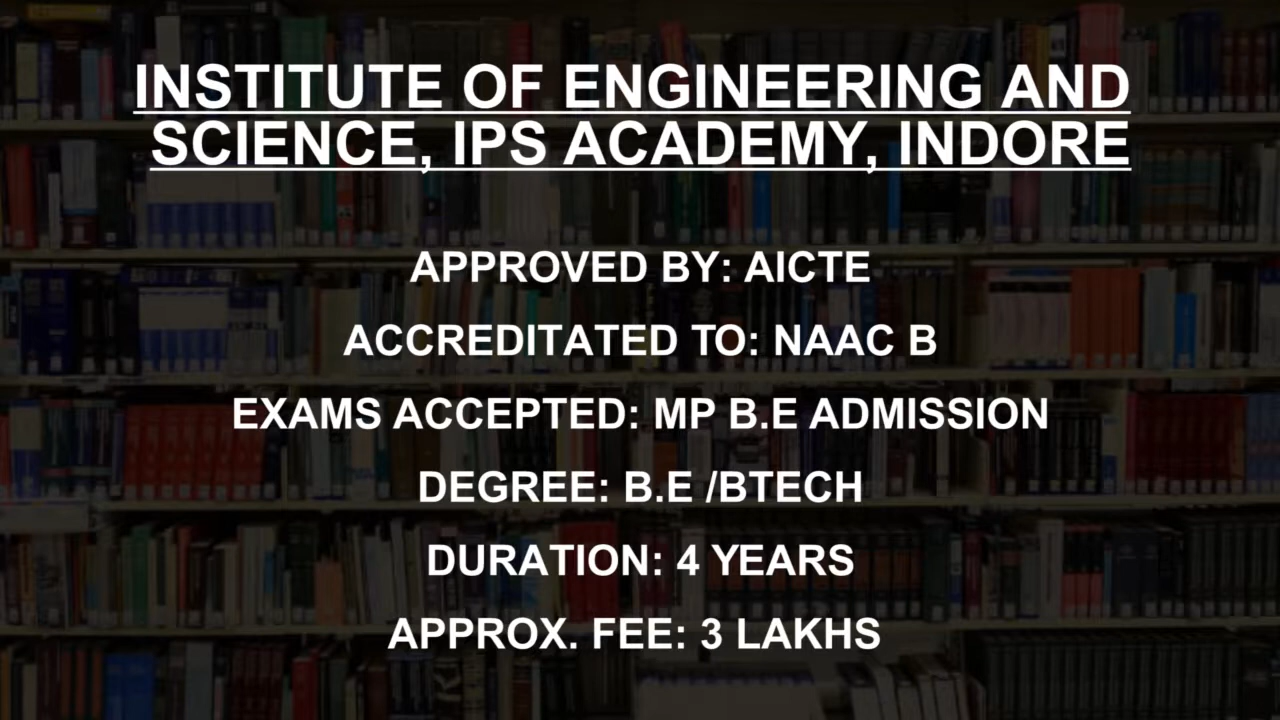 INSTITUTE OF ENGINEERING AND
SCIENCE, IPS ACADEMY, INDORE
APPROVED BY: AICTE
ACCREDITATED TO: NAAC B
EXAMS ACCEPTED: MP B.E ADMISSION
DEGREE: B.E /BTECH
DURATION: 4 YEARS
APPROX. FEE: 3 LAKHS